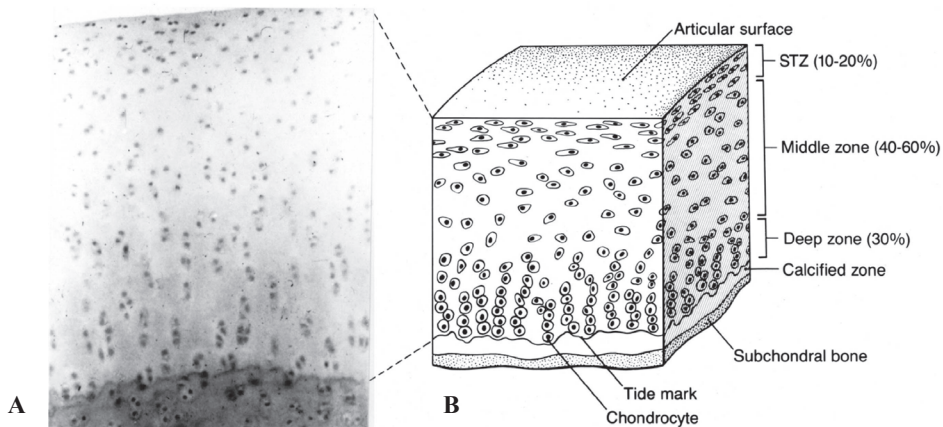 Articular surface
STZ (10-20%)
Middle zone (40-60%)
Deep zone (30%)
Calcified zone
Subchondral bone
Tide mark
Chondrocyte
A
B